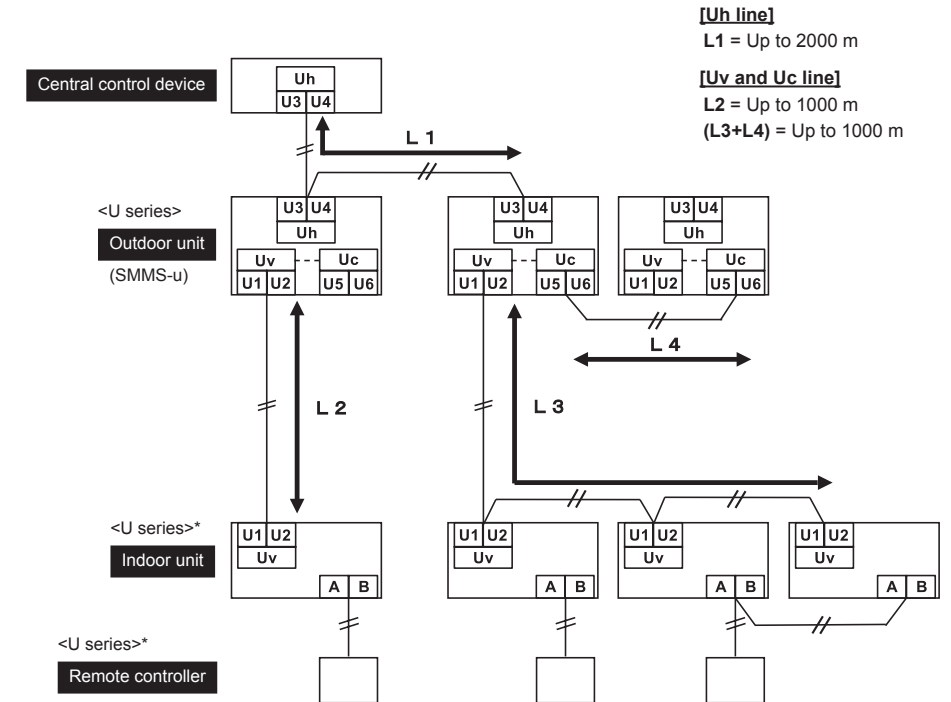 [Uh line]
L1 = Up to 2000 m
[Uv and Uc line]
L2 = Up to 1000 m
(L3+L4) = Up to 1000 m
Central control device
Uh
U3 U4
L 1
<U series>
Outdoor unit
(SMMS-u)
U3 U4
Uh
Uv Uc
U1 U2 U5 U6
U3 U4
Uh
Uv Uc
U1 U2 U5 U6
U3 U4
Uh
Uv Uc
U1 U2 U5 U6
L 4
L 2
L 3
<U series>*
Indoor unit
U1 U2
Uv
A B
U1 U2
Uv
A B
U1 U2
Uv
A B
U1 U2
Uv
A B
<U series>*
Remote controller